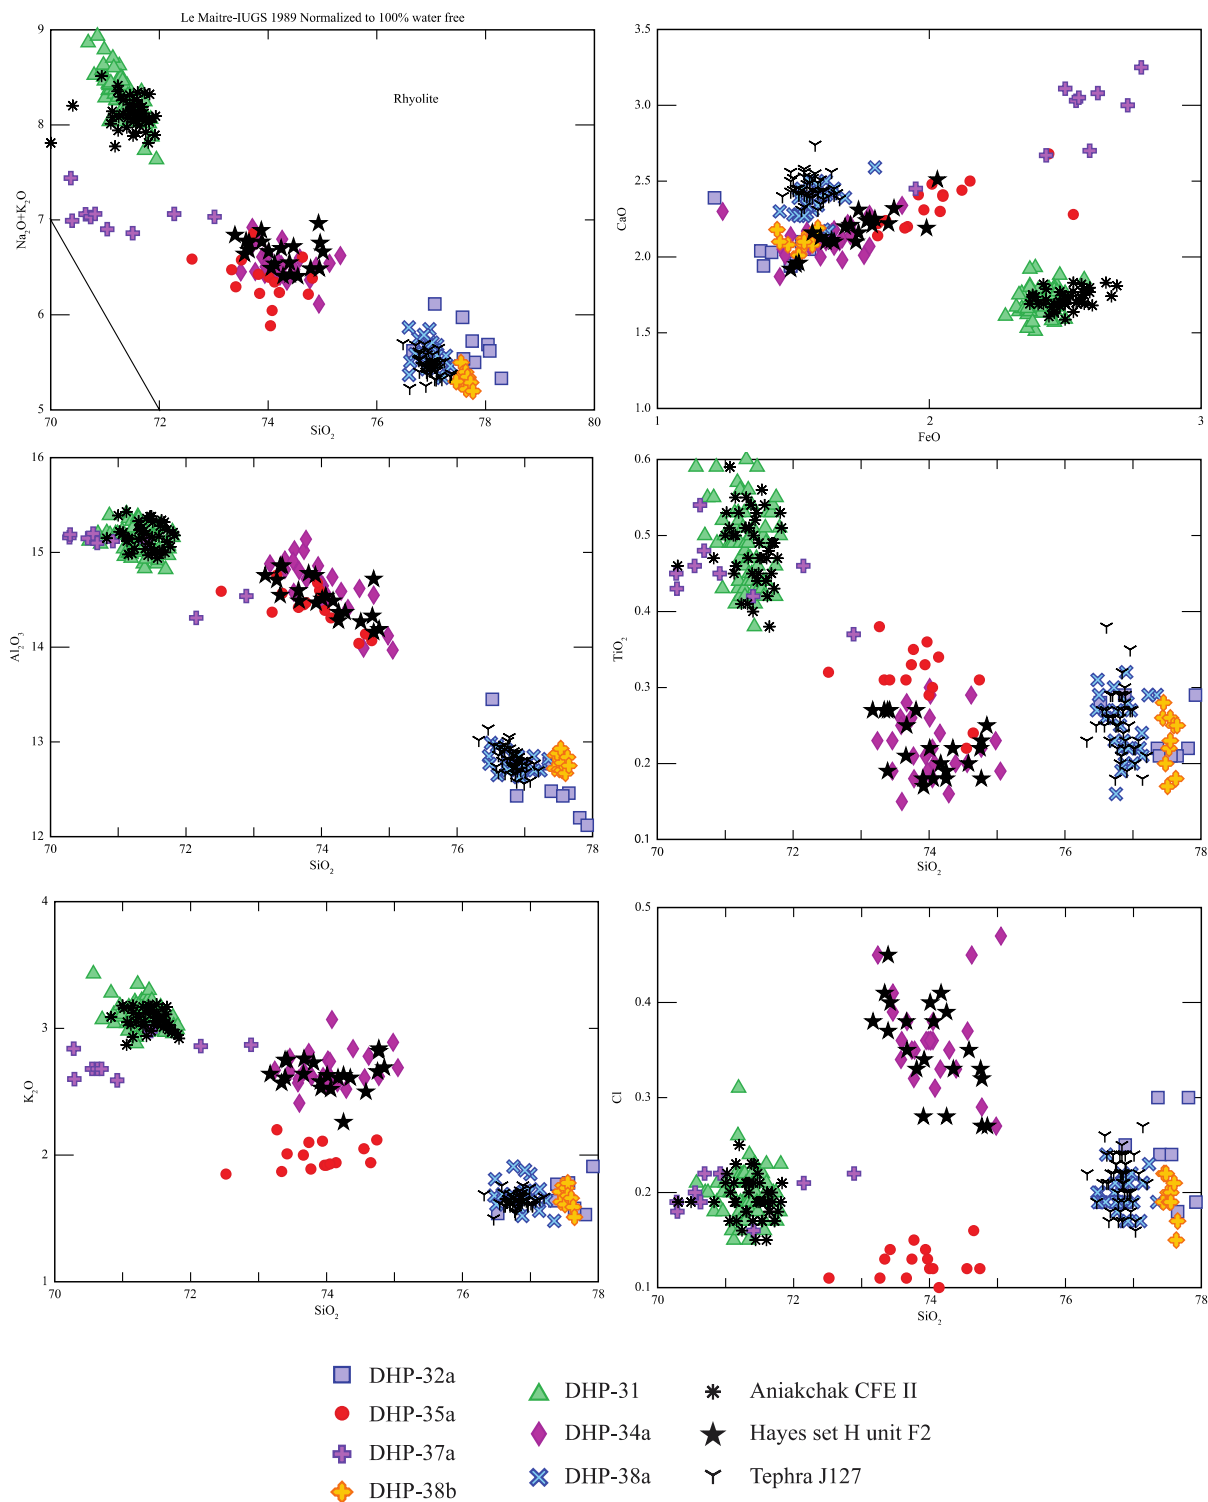 Le Maitre-IUGS 1989 Normalized to 100% water free
9
8
7
6
5
Na₂O+K₂O
Rhyolite
70
72
74
76
78
80
SiO₂
3.5
3.0
2.5
2.0
1.5
1.0
CaO
1
2
3
FeO
16
15
14
13
12
Al₂O₃
70
72
74
76
78
SiO₂
0.6
0.5
0.4
0.3
0.2
0.1
TiO₂
70
72
74
76
78
SiO₂
4
3
2
1
K₂O
70
72
74
76
78
SiO₂
0.5
0.4
0.3
0.2
0.1
Cl
70
72
74
76
78
SiO₂
DHP-32a
DHP-35a
DHP-37a
DHP-38b
DHP-31
DHP-34a
DHP-38a
Aniakchak CFE II
Hayes set H unit F2
Tephra J127